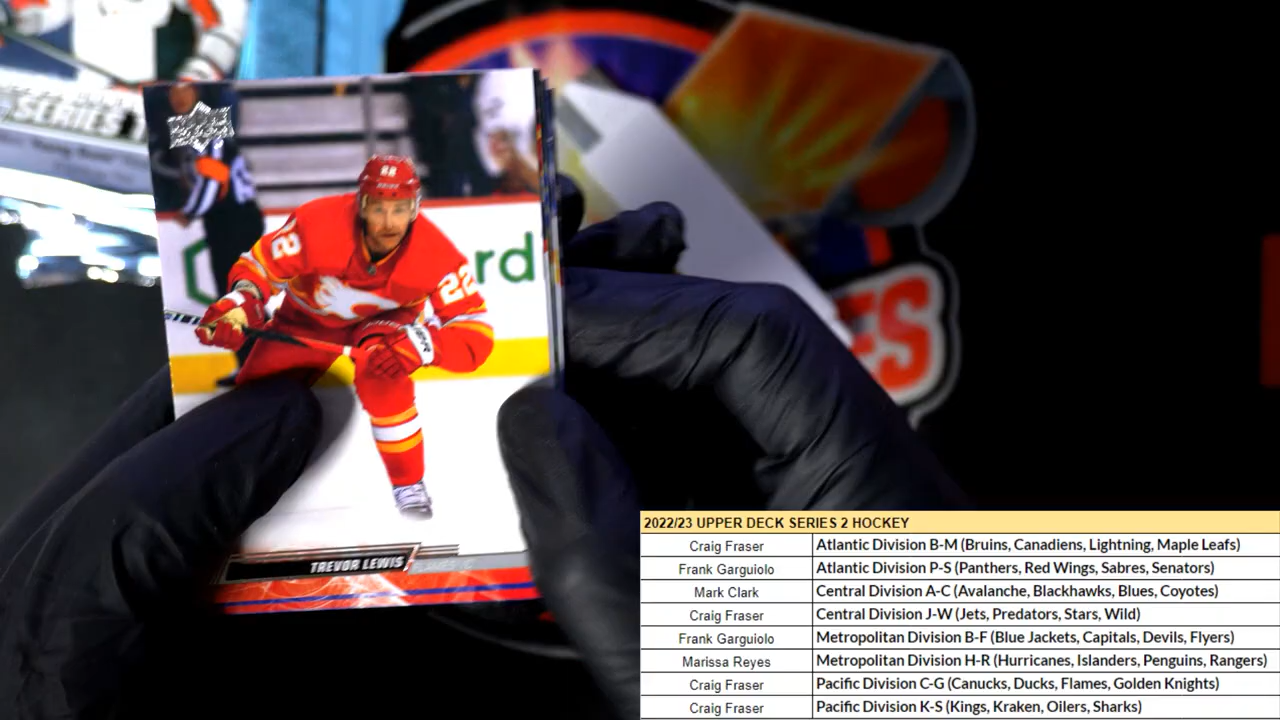 SERIES 1
22
22
22
rd
ES
TREVOR LEWIS
FLAMES / C
2022/23 UPPER DECK SERIES 2 HOCKEY
Craig Fraser Atlantic Division B-M (Bruins, Canadiens, Lightning, Maple Leafs)
Frank Garguiolo Atlantic Division P-S (Panthers, Red Wings, Sabres, Senators)
Mark Clark Central Division A-C (Avalanche, Blackhawks, Blues, Coyotes)
Craig Fraser Central Division J-W (Jets, Predators, Stars, Wild)
Frank Garguiolo Metropolitan Division B-F (Blue Jackets, Capitals, Devils, Flyers)
Marissa Reyes Metropolitan Division H-R (Hurricanes, Islanders, Penguins, Rangers)
Craig Fraser Pacific Division C-G (Canucks, Ducks, Flames, Golden Knights)
Craig Fraser Pacific Division K-S (Kings, Kraken, Oilers, Sharks)